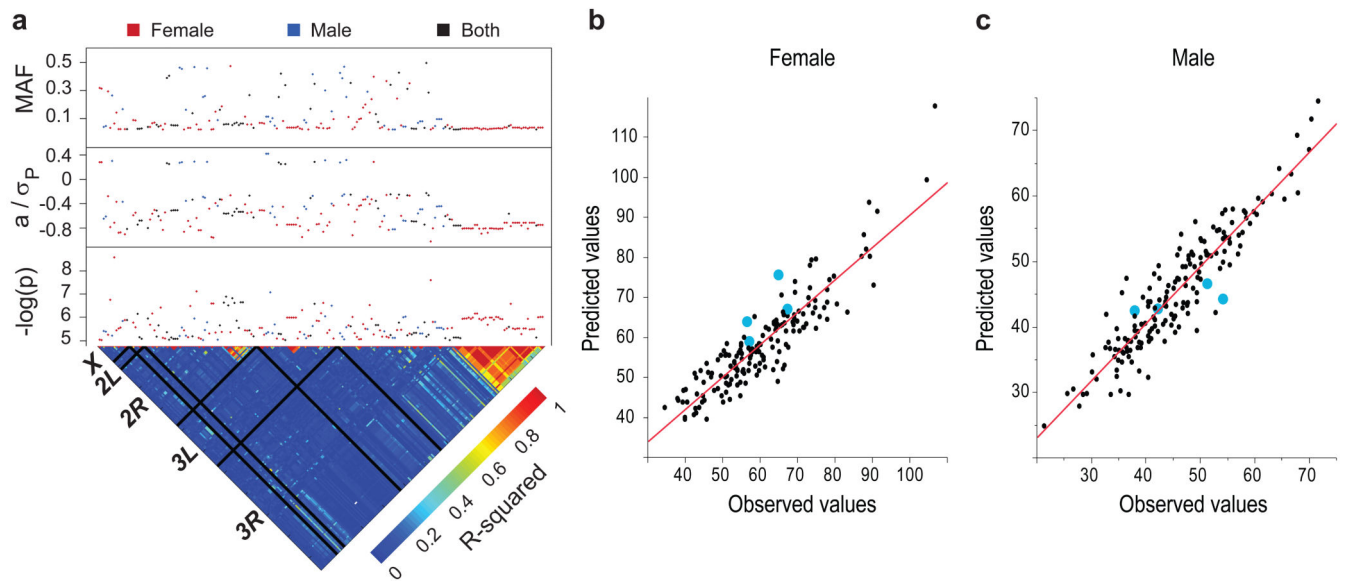 a
Female Male Both
MAF
0.5
0.3
0.1
a / σP
0.4
0
-0.4
-0.8
-log(p)
8
7
6
5
X
2L
2R
3L
3R
0 0.2 0.4 0.6 0.8 1
R-squared
b
Female
Predicted values
110
100
90
80
70
60
50
40
40 50 60 70 80 90 100
Observed values
c
Male
Predicted values
70
60
50
40
30
30 40 50 60 70
Observed values